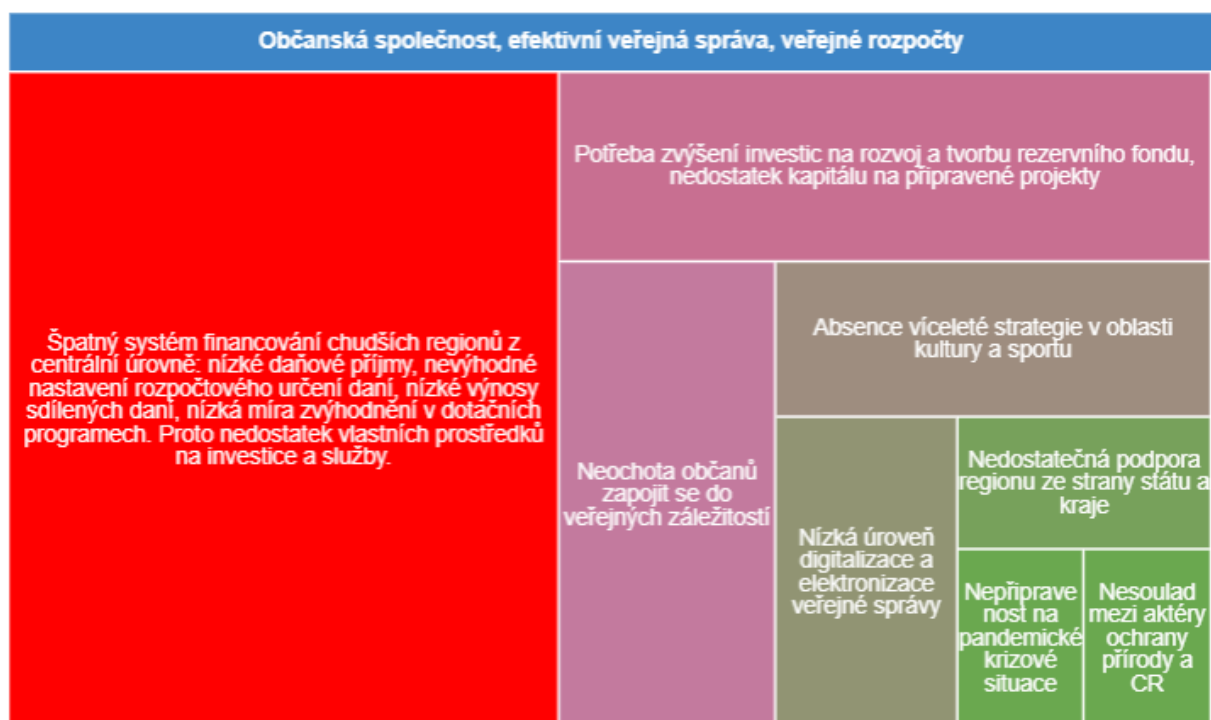 Občanská společnost, efektivní veřejná správa, veřejné rozpočty
Potřeba zvýšení investic na rozvoj a tvorbu rezervního fondu,
nedostatek kapitálu na připravené projekty
Špatný systém financování chudších regionů z
centrální úrovně: nízké daňové příjmy, nevýhodné
nastavení rozpočtového určení daní, nízké výnosy
sdílených daní, nízká míra zvýhodnění v dotačních
programech. Proto nedostatek vlastních prostředků
na investice a služby.
Neochota občanů
zapojit se do
veřejných záležitostí
Absence víceleté strategie v oblasti
kultury a sportu
Nízká úroveň
digitalizace a
elektronizace
veřejné správy
Nedostatečná podpora
regionu ze strany státu a
kraje
Nepřiprave
nost na
pandemické
krizové
situace
Nesoulad
mezi aktéry
ochrany
přírody a
CR